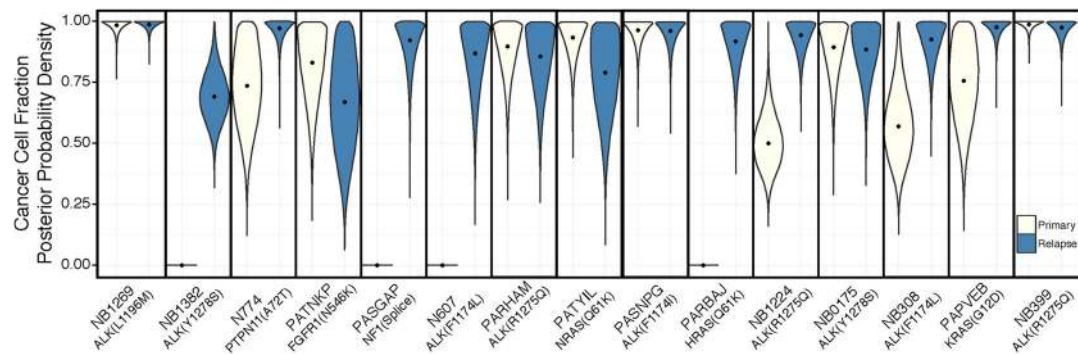 Cancer Cell Fraction
Posterior Probability Density
1.00
0.75
0.50
0.25
0.00
Primary
Relapse
NB1269
ALK(L1196M)
NB1382
ALK(Y1278S)
N774
PTPN11(A72T)
PATNKP
FGFR1(N546K)
PASGAP
NF1(Splice)
N607
ALK(F1174L)
PARHAM
ALK(R1275Q)
PATYIL
NRAS(Q61K)
PASNPG
ALK(F1174I)
PARBAJ
HRAS(Q61K)
NB1224
ALK(R1275Q)
NB0175
ALK(Y1278S)
NB308
ALK(F1174L)
PAPVEB
KRAS(G12D)
NB399
ALK(R1275Q)